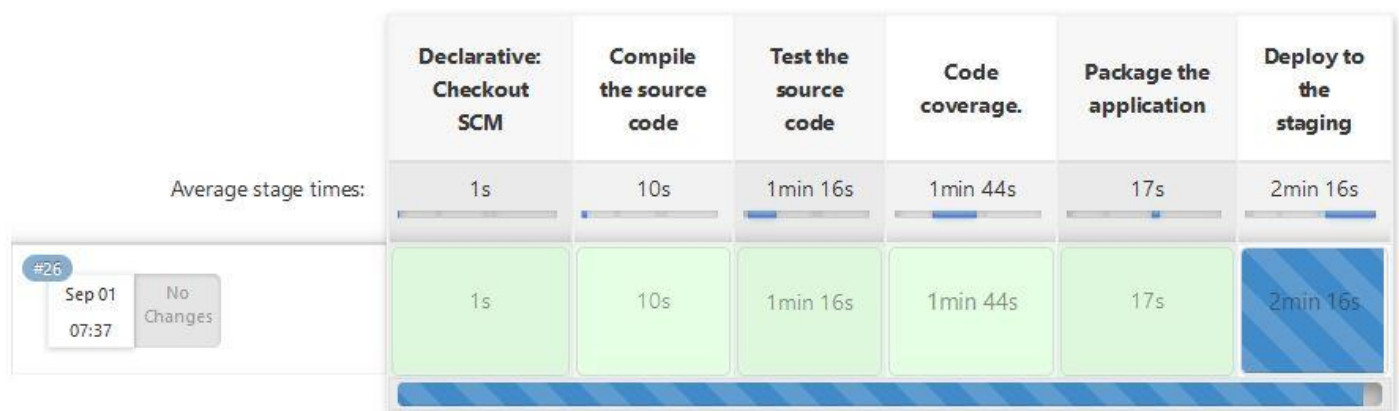 Declarative:
Checkout
SCM
Compile
the source
code
Test the
source
code
Code
coverage.
Package the
application
Deploy to
the
staging
Average stage times:
1s
10s
1min 16s
1min 44s
17s
2min 16s
#26
Sep 01
07:37
No
Changes
1s
10s
1min 16s
1min 44s
17s
2min 16s